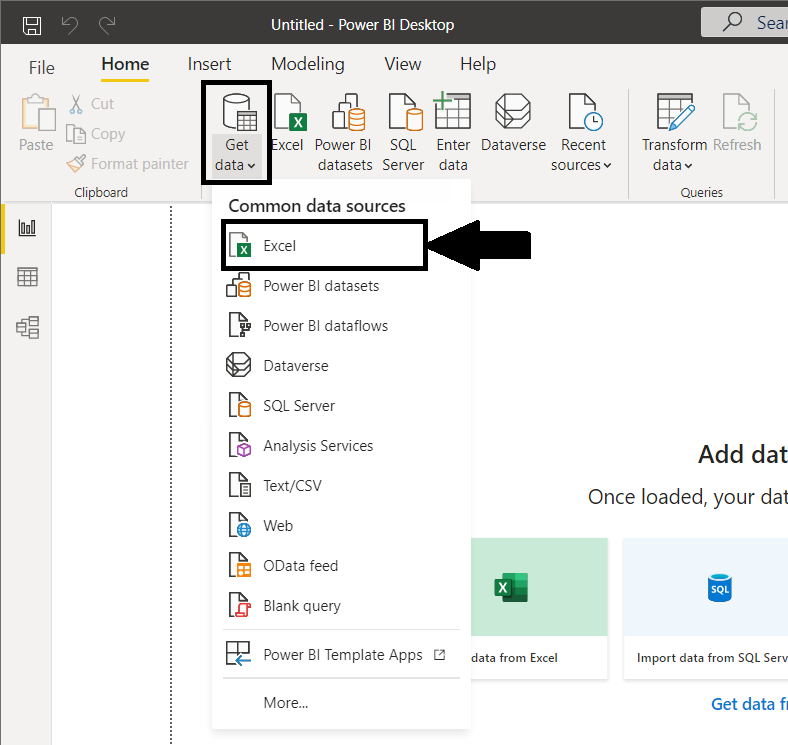 Untitled - Power BI Desktop
Sear
File
Home
Insert
Modeling
View
Help
Paste
Cut
Copy
Format painter
Clipboard
Get
data
Excel
Power BI
datasets
SQL
Server
Enter
data
Dataverse
Recent
sources
Transform
data
Refresh
Queries
Common data sources
Excel
Power BI datasets
Power BI dataflows
Dataverse
SQL Server
Analysis Services
Text/CSV
Web
OData feed
Blank query
Power BI Template Apps
More...
Add dat
Once loaded, your dat
X
SQL
data from Excel
Import data from SQL Serv
Get data fr